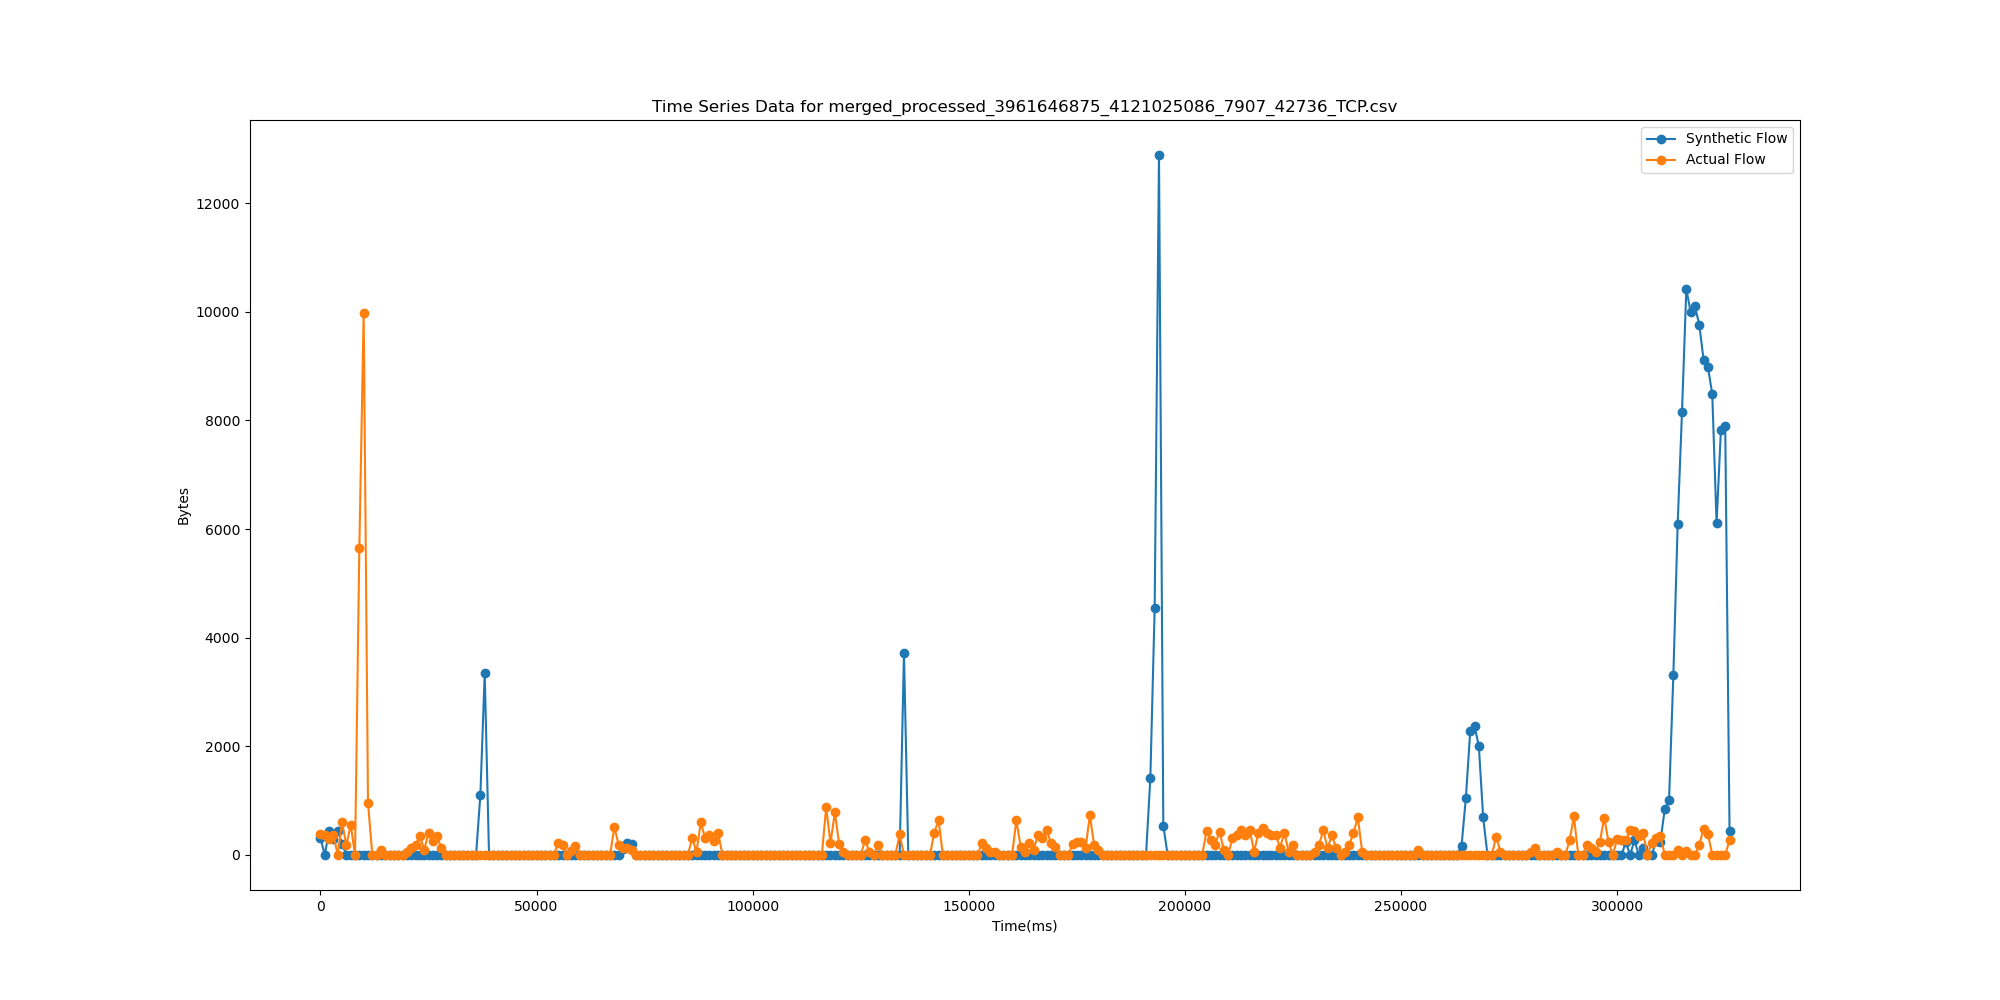 Time Series Data for merged_processed_3961646875_4121025086_7907_42736_TCP.csv
Synthetic Flow
Actual Flow
12000
10000
8000
6000
4000
2000
0
Bytes
0 50000 100000 150000 200000 250000 300000
Time(ms)